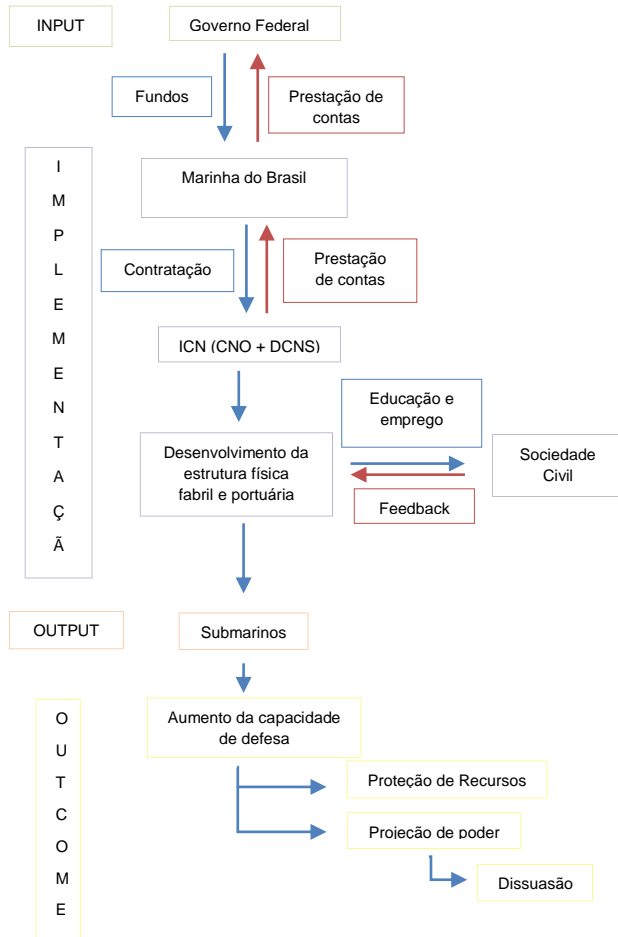 INPUT
Governo Federal
Fundos
Prestação de
contas
I
M
P
L
E
M
E
N
T
A
Ç
Ã
Marinha do Brasil
Contratação
Prestação
de contas
ICN (CNO + DCNS)
Educação e
emprego
Desenvolvimento da
estrutura física
fabril e portuária
Sociedade
Civil
Feedback
OUTPUT
Submarinos
O
U
T
C
O
M
E
Aumento da capacidade
de defesa
Proteção de Recursos
Projeção de poder
Dissuasão